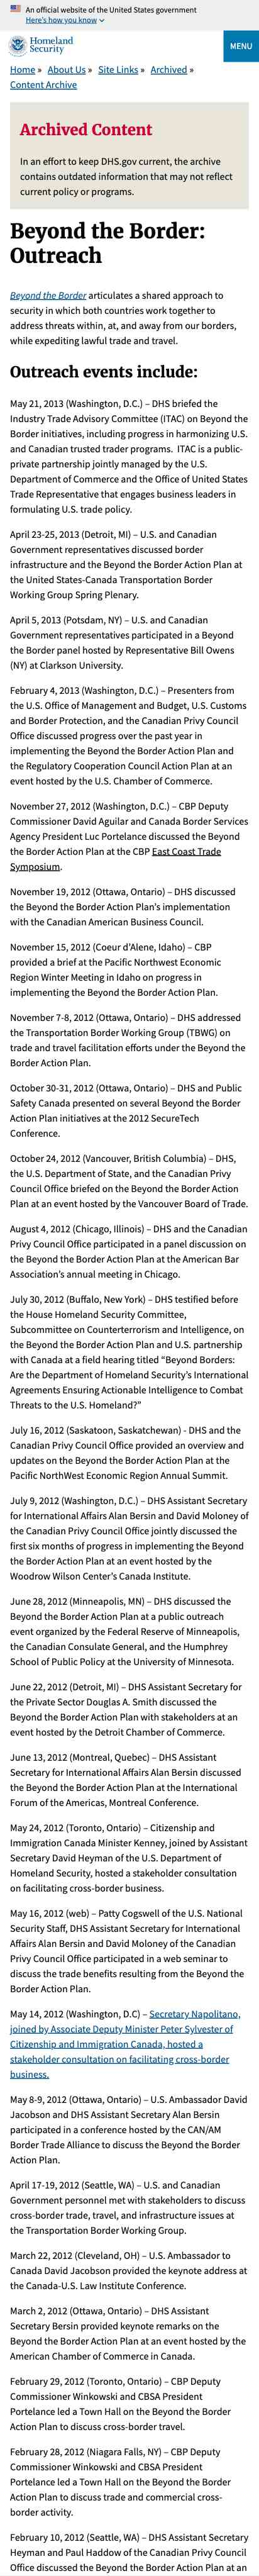 An official website of the United States government
Here's how you know
Homeland
Security
MENU
Home » About Us » Site Links » Archived »
Content Archive
Archived Content
In an effort to keep DHS.gov current, the archive
contains outdated information that may not reflect
current policy or programs.
Beyond the Border:
Outreach
Beyond the Border articulates a shared approach to
security in which both countries work together to
address threats within, at, and away from our borders,
while expediting lawful trade and travel.
Outreach events include:
May 21, 2013 (Washington, D.C.) – DHS briefed the
Industry Trade Advisory Committee (ITAC) on Beyond the
Border initiatives, including progress in harmonizing U.S.
and Canadian trusted trader programs.  ITAC is a public-
private partnership jointly managed by the U.S.
Department of Commerce and the Office of United States
Trade Representative that engages business leaders in
formulating U.S. trade policy.
April 23-25, 2013 (Detroit, MI) – U.S. and Canadian
Government representatives discussed border
infrastructure and the Beyond the Border Action Plan at
the United States-Canada Transportation Border
Working Group Spring Plenary.
April 5, 2013 (Potsdam, NY) – U.S. and Canadian
Government representatives participated in a Beyond
the Border panel hosted by Representative Bill Owens
(NY) at Clarkson University.
February 4, 2013 (Washington, D.C.) – Presenters from
the U.S. Office of Management and Budget, U.S. Customs
and Border Protection, and the Canadian Privy Council
Office discussed progress over the past year in
implementing the Beyond the Border Action Plan and
the Regulatory Cooperation Council Action Plan at an
event hosted by the U.S. Chamber of Commerce.
November 27, 2012 (Washington, D.C.) – CBP Deputy
Commissioner David Aguilar and Canada Border Services
Agency President Luc Portelance discussed the Beyond
the Border Action Plan at the CBP East Coast Trade
Symposium.
November 19, 2012 (Ottawa, Ontario) – DHS discussed
the Beyond the Border Action Plan's implementation
with the Canadian American Business Council.
November 15, 2012 (Coeur d'Alene, Idaho) – CBP
provided a brief at the Pacific Northwest Economic
Region Winter Meeting in Idaho on progress in
implementing the Beyond the Border Action Plan.
November 7-8, 2012 (Ottawa, Ontario) – DHS addressed
the Transportation Border Working Group (TBWG) on
trade and travel facilitation efforts under the Beyond the
Border Action Plan.
October 30-31, 2012 (Ottawa, Ontario) – DHS and Public
Safety Canada presented on several Beyond the Border
Action Plan initiatives at the 2012 SecureTech
Conference.
October 24, 2012 (Vancouver, British Columbia) – DHS,
the U.S. Department of State, and the Canadian Privy
Council Office briefed on the Beyond the Border Action
Plan at an event hosted by the Vancouver Board of Trade.
August 4, 2012 (Chicago, Illinois) – DHS and the Canadian
Privy Council Office participated in a panel discussion on
the Beyond the Border Action Plan at the American Bar
Association's annual meeting in Chicago.
July 30, 2012 (Buffalo, New York) – DHS testified before
the House Homeland Security Committee,
Subcommittee on Counterterrorism and Intelligence, on
the Beyond the Border Action Plan and U.S. partnership
with Canada at a field hearing titled "Beyond Borders:
Are the Department of Homeland Security's International
Agreements Ensuring Actionable Intelligence to Combat
Threats to the U.S. Homeland?"
July 16, 2012 (Saskatoon, Saskatchewan) - DHS and the
Canadian Privy Council Office provided an overview and
updates on the Beyond the Border Action Plan at the
Pacific NorthWest Economic Region Annual Summit.
July 9, 2012 (Washington, D.C.) – DHS Assistant Secretary
for International Affairs Alan Bersin and David Moloney of
the Canadian Privy Council Office jointly discussed the
first six months of progress in implementing the Beyond
the Border Action Plan at an event hosted by the
Woodrow Wilson Center's Canada Institute.
June 28, 2012 (Minneapolis, MN) – DHS discussed the
Beyond the Border Action Plan at a public outreach
event organized by the Federal Reserve of Minneapolis,
the Canadian Consulate General, and the Humphrey
School of Public Policy at the University of Minnesota.
June 22, 2012 (Detroit, MI) – DHS Assistant Secretary for
the Private Sector Douglas A. Smith discussed the
Beyond the Border Action Plan with stakeholders at an
event hosted by the Detroit Chamber of Commerce.
June 13, 2012 (Montreal, Quebec) – DHS Assistant
Secretary for International Affairs Alan Bersin discussed
the Beyond the Border Action Plan at the International
Forum of the Americas, Montreal Conference.
May 24, 2012 (Toronto, Ontario) – Citizenship and
Immigration Canada Minister Kenney, joined by Assistant
Secretary David Heyman of the U.S. Department of
Homeland Security, hosted a stakeholder consultation
on facilitating cross-border business.
May 16, 2012 (web) – Patty Cogswell of the U.S. National
Security Staff, DHS Assistant Secretary for International
Affairs Alan Bersin and David Moloney of the Canadian
Privy Council Office participated in a web seminar to
discuss the trade benefits resulting from the Beyond the
Border Action Plan.
May 14, 2012 (Washington, D.C) – Secretary Napolitano,
joined by Associate Deputy Minister Peter Sylvester of
Citizenship and Immigration Canada, hosted a
stakeholder consultation on facilitating cross-border
business.
May 8-9, 2012 (Ottawa, Ontario) – U.S. Ambassador David
Jacobson and DHS Assistant Secretary Alan Bersin
participated in a conference hosted by the CAN/AM
Border Trade Alliance to discuss the Beyond the Border
Action Plan.
April 17-19, 2012 (Seattle, WA) – U.S. and Canadian
Government personnel met with stakeholders to discuss
cross-border trade, travel, and infrastructure issues at
the Transportation Border Working Group.
March 22, 2012 (Cleveland, OH) – U.S. Ambassador to
Canada David Jacobson provided the keynote address at
the Canada-U.S. Law Institute Conference.
March 2, 2012 (Ottawa, Ontario) – DHS Assistant
Secretary Bersin provided keynote remarks on the
Beyond the Border Action Plan at an event hosted by the
American Chamber of Commerce in Canada.
February 29, 2012 (Toronto, Ontario) – CBP Deputy
Commissioner Winkowski and CBSA President
Portelance led a Town Hall on the Beyond the Border
Action Plan to discuss cross-border travel.
February 28, 2012 (Niagara Falls, NY) – CBP Deputy
Commissioner Winkowski and CBSA President
Portelance led a Town Hall on the Beyond the Border
Action Plan to discuss trade and commercial cross-
border activity.
February 10, 2012 (Seattle, WA) – DHS Assistant Secretary
Heyman and Paul Haddow of the Canadian Privy Council
Office discussed the Beyond the Border Action Plan at an